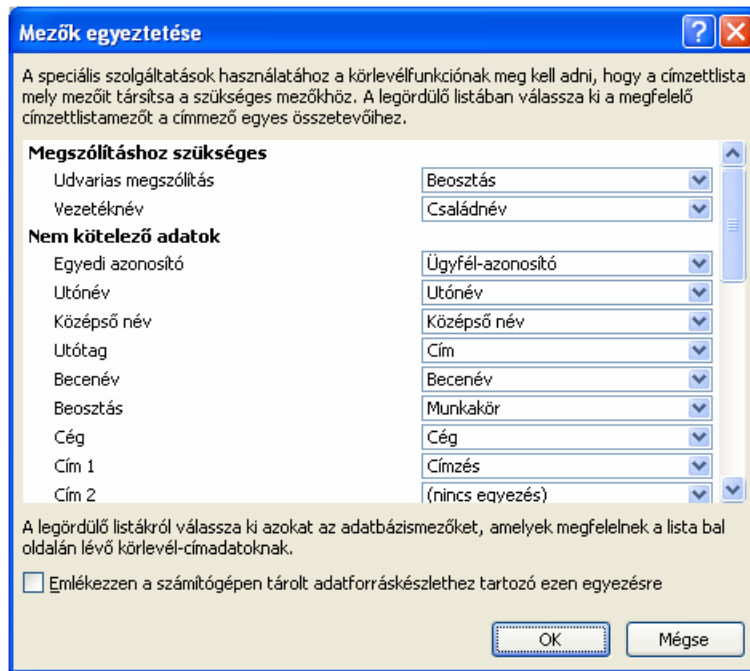 Mezők egyeztetése
A speciális szolgáltatások használatához a körlevélfunkciónak meg kell adni, hogy a címzettlista
mely mezőit társítsa a szükséges mezőkhöz. A legördülő listában válassza ki a megfelelő
címzettlistamezőt a címmező egyes összetevőihez.
Megszólításhoz szükséges
Udvarias megszólítás Beosztás
Vezetéknév Családnév
Nem kötelező adatok
Egyedi azonosító Ügyfél-azonosító
Utónév Utónév
Középső név Középső név
Utótag Cím
Becenév Becenév
Beosztás Munkakör
Cég Cég
Cím 1 Címzés
Cím 2 (nincs egyezés)
A legördülő listákról válassza ki azokat az adatbázismezőket, amelyek megfelelnek a lista bal
oldalán lévő körlevél-címadatoknak.
Emlékezzen a számítógépen tárolt adatforráskészlethez tartozó ezen egyezésre
OK Mégse